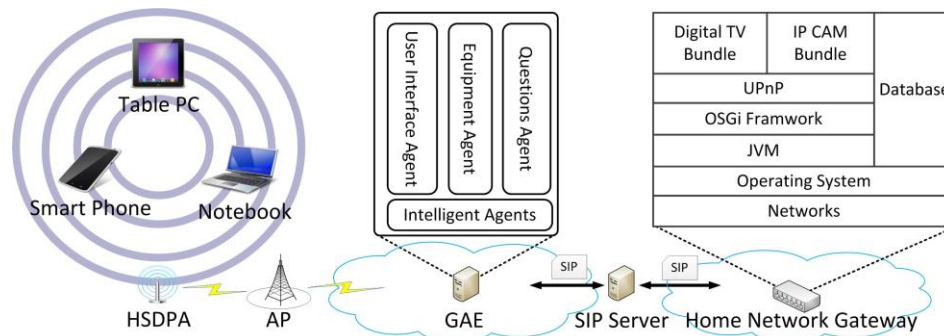 Table PC
Smart Phone
Notebook
HSDPA
AP
User Interface Agent
Equipment Agent
Questions Agent
Intelligent Agents
GAE
SIP
SIP Server
SIP
Home Network Gateway
Digital TV
Bundle
IP CAM
Bundle
UPnP
Database
OSGi Framwork
JVM
Operating System
Networks